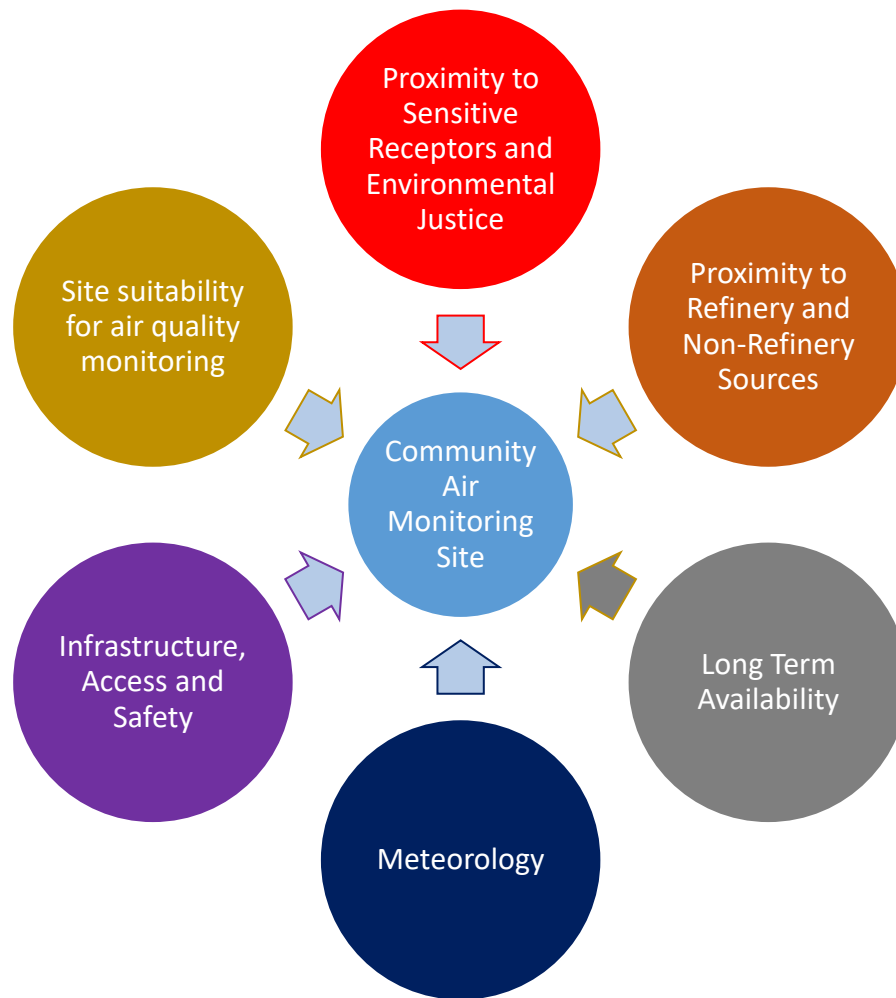 Proximity to
Sensitive
Receptors and
Environmental
Justice
Site suitability
for air quality
monitoring
Proximity to
Refinery and
Non-Refinery
Sources
Community
Air
Monitoring
Site
Infrastructure,
Access and
Safety
Long Term
Availability
Meteorology